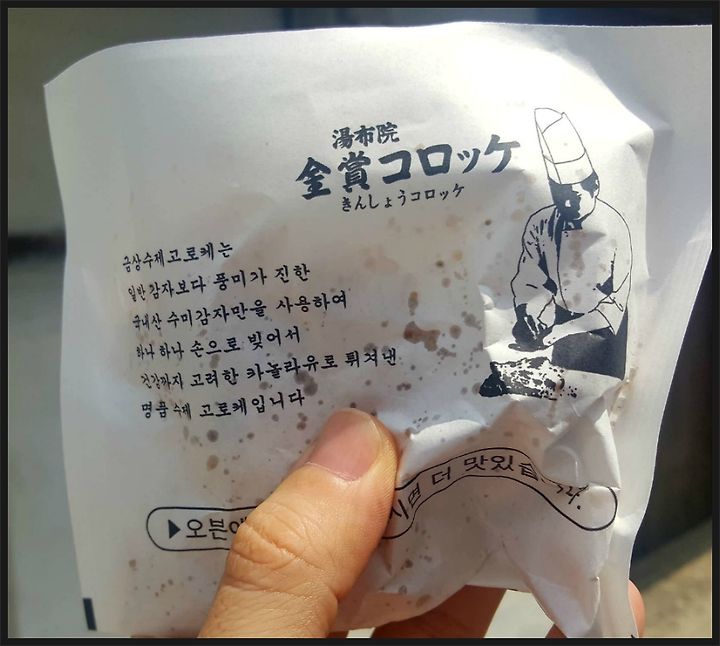 湯布院
金賞コロッケ
きんしょうコロッケ
금상수제 고로케는
일반 감자보다 풍미가 진한
국내산 수미감자만을 사용하여
하나 하나 손으로 빚어서
건강까지 고려한 카놀라유로 튀겨낸
명품 수제 고로케입니다
▶오븐에 시면 더 맛있습니다.